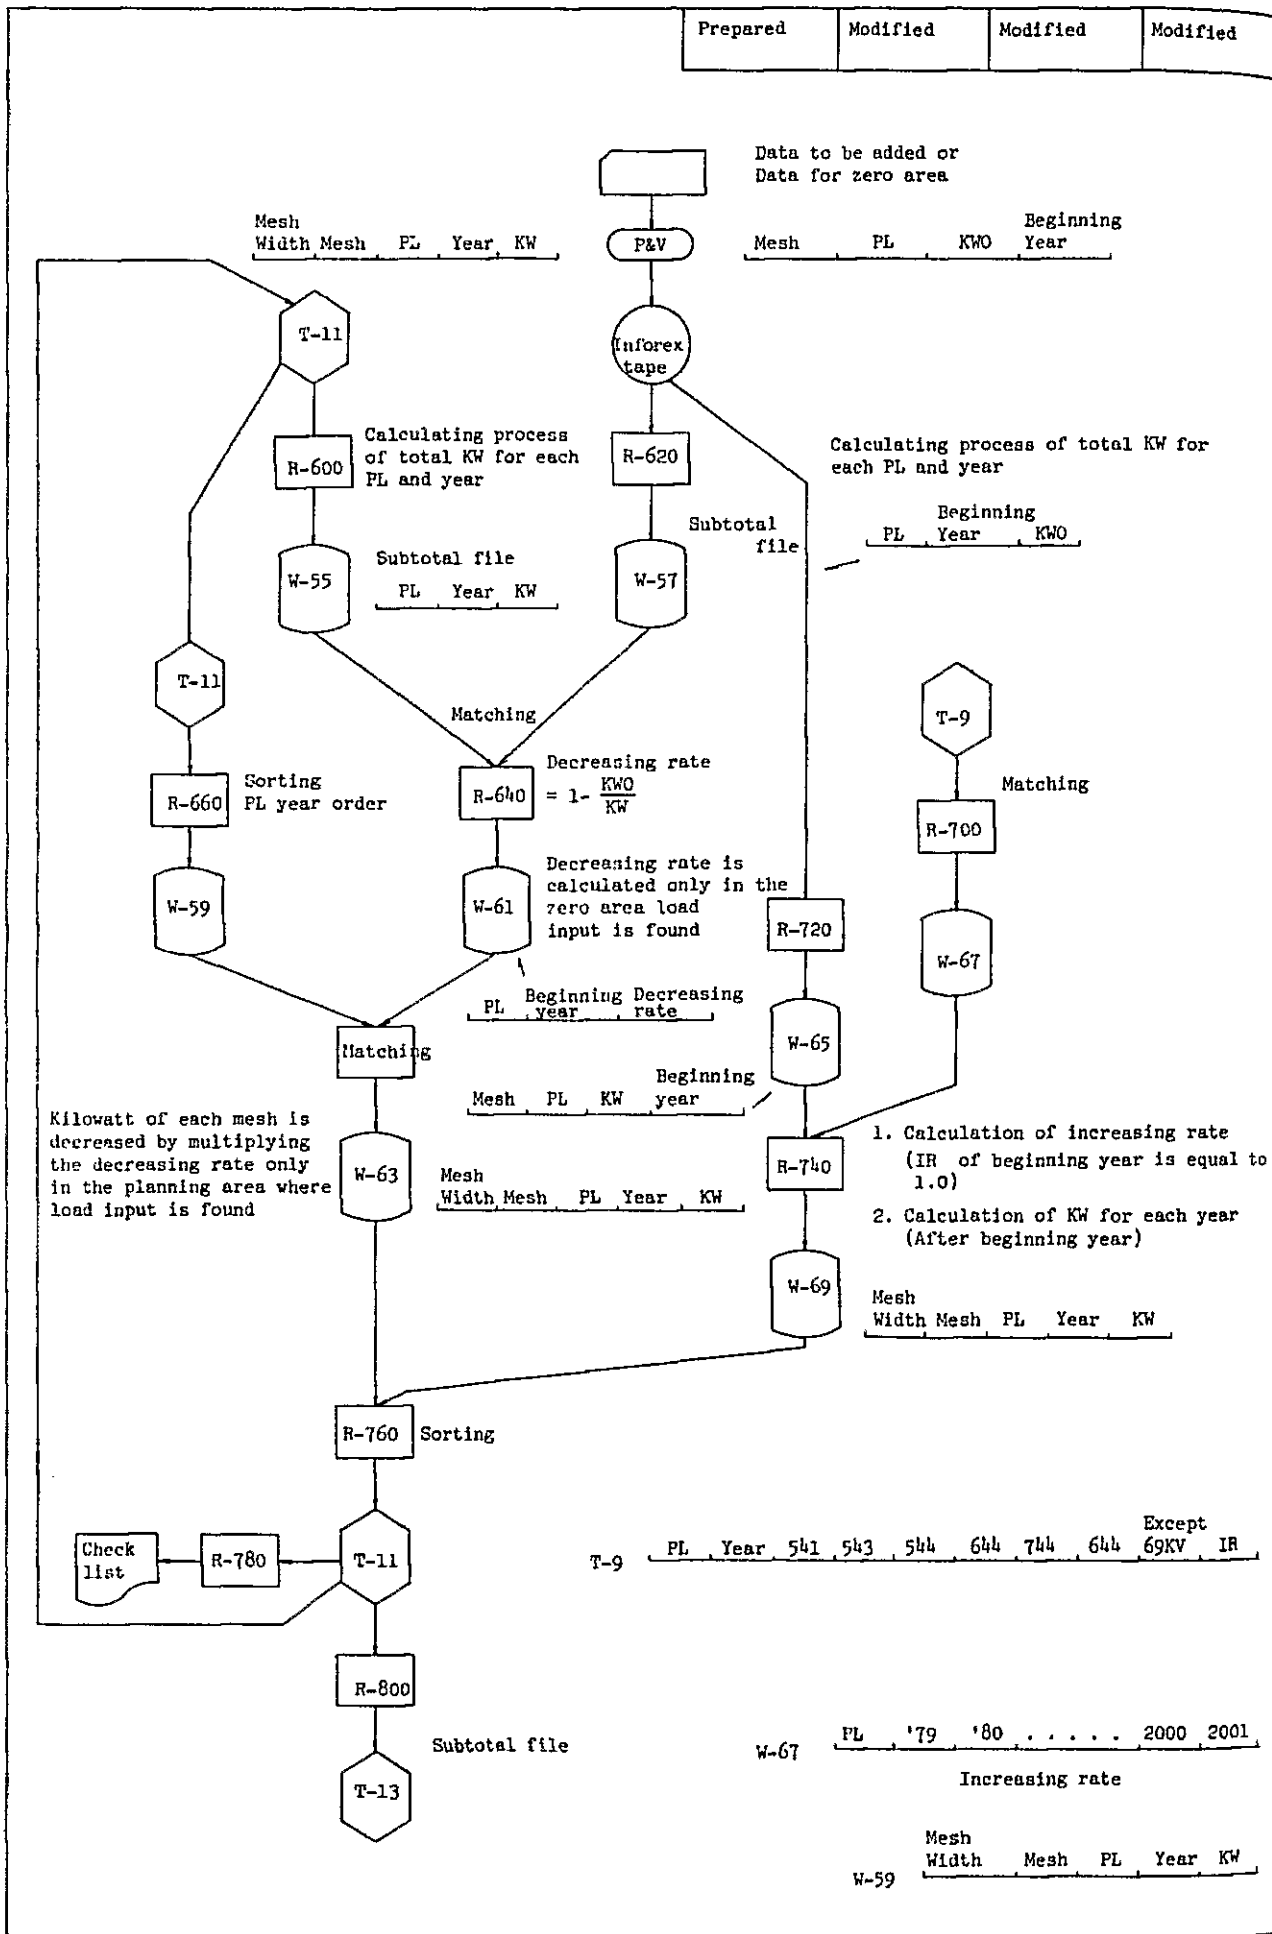 Prepared Modified Modified Modified
Data to be added or
Data for zero area
Mesh
Width Mesh PL Year KW
P&V
Beginning
Mesh PL KWO Year
T-11
Inforex
tape
R-600
Calculating process
of total KW for each
PL and year
R-620
Calculating process of total KW for
each PL and year
Beginning
PL Year KWO
Subtotal
file
W-55
Subtotal file
PL Year KW
W-57
T-11
T-9
Matching
R-660
Sorting
PL year order
R-640
Decreasing rate
= 1- KWO
KW
Matching
R-700
W-59
W-61
Decreasing rate is
calculated only in the
zero area load
input is found
R-720
W-67
PL Beginning Decreasing
year rate
Matching
W-65
Beginning
Mesh PL KW year
Kilowatt of each mesh is
decreased by multiplying
the decreasing rate only
in the planning area where
load input is found
W-63
Mesh
Width Mesh PL Year KW
R-740
1. Calculation of increasing rate
(IR of beginning year is equal to
1.0)
2. Calculation of KW for each year
(After beginning year)
W-69
Mesh
Width Mesh PL Year KW
R-760 Sorting
Check
list
R-780
T-11
Except
T-9 PL Year 541 543 544 644 744 644 69KV IR
R-800
Subtotal file
T-13
W-67 PL '79 '80 . . . . . 2000 2001
Increasing rate
Mesh
W-59 Width Mesh PL Year KW